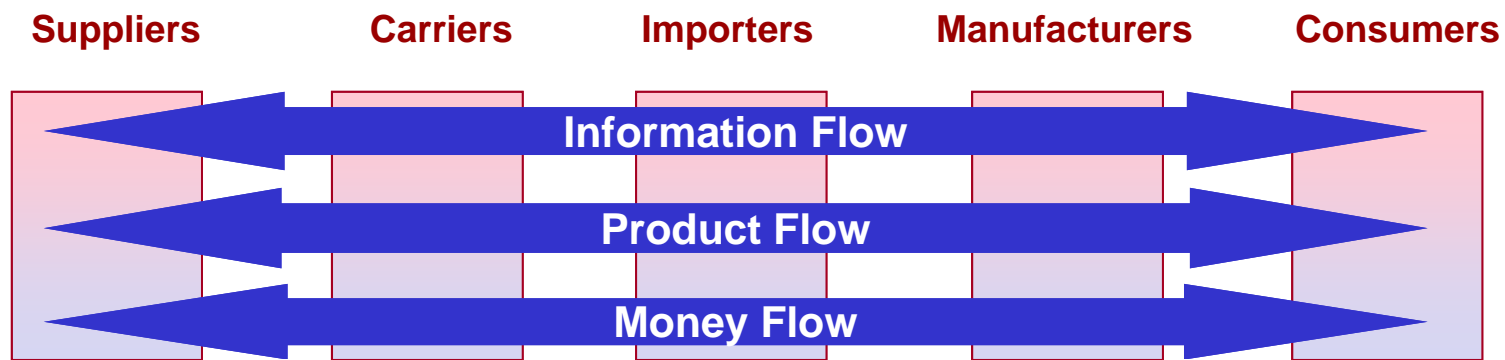 Suppliers Carriers Importers Manufacturers Consumers
Information Flow
Product Flow
Money Flow